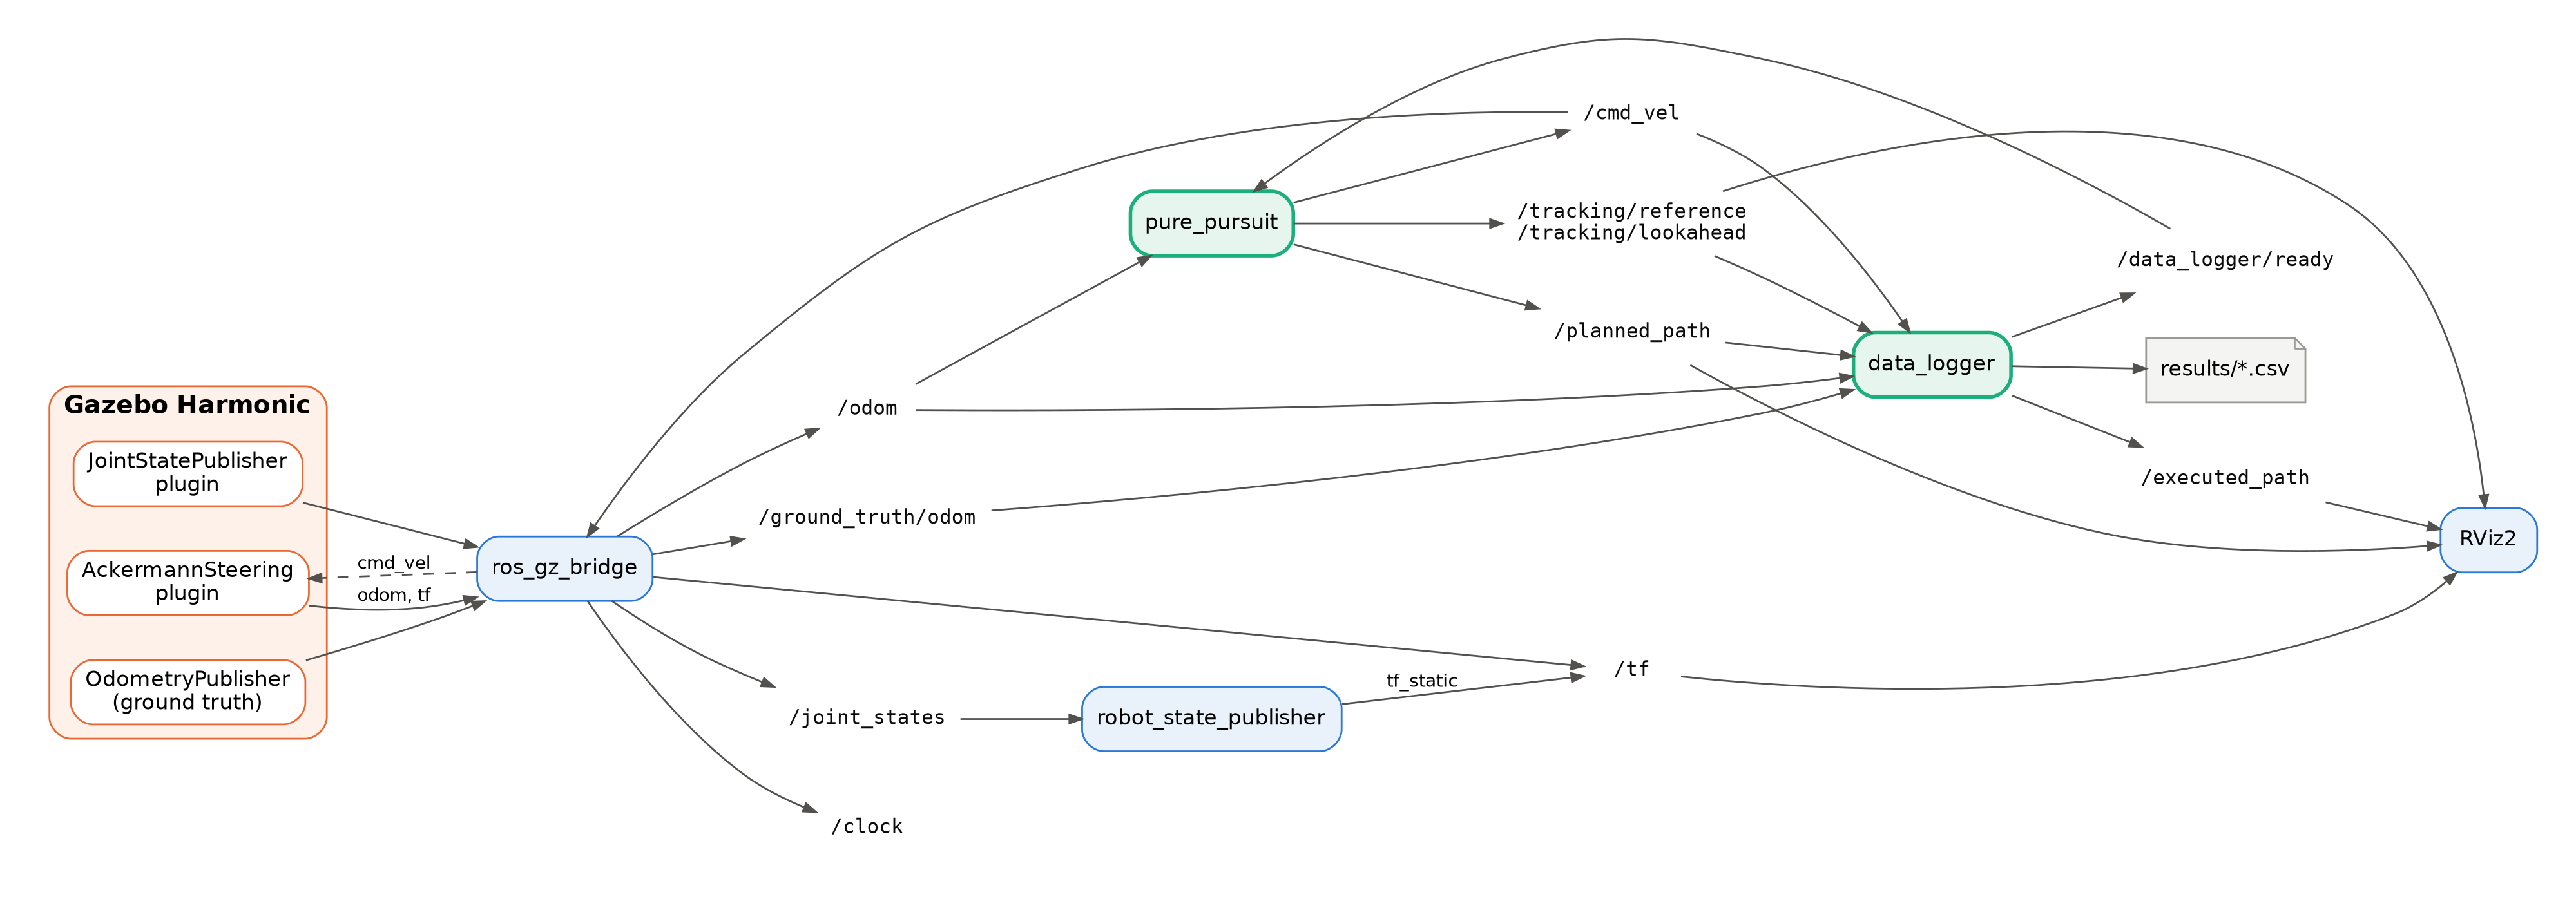 Gazebo Harmonic
JointStatePublisher
plugin
AckermannSteering
plugin
OdometryPublisher
(ground truth)
cmd_vel
odom, tf
ros_gz_bridge
/odom
/ground_truth/odom
/joint_states
/clock
pure_pursuit
robot_state_publisher
tf_static
/cmd_vel
/tracking/reference
/tracking/lookahead
/planned_path
/tf
data_logger
/data_logger/ready
results/*.csv
/executed_path
RViz2